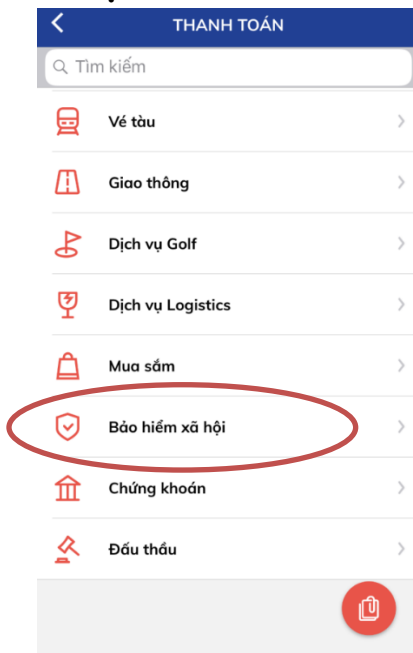 THANH TOÁN
Tìm kiếm
Vé tàu
Giao thông
Dịch vụ Golf
Dịch vụ Logistics
Mua sắm
Bảo hiểm xã hội
Chứng khoán
Đấu thầu